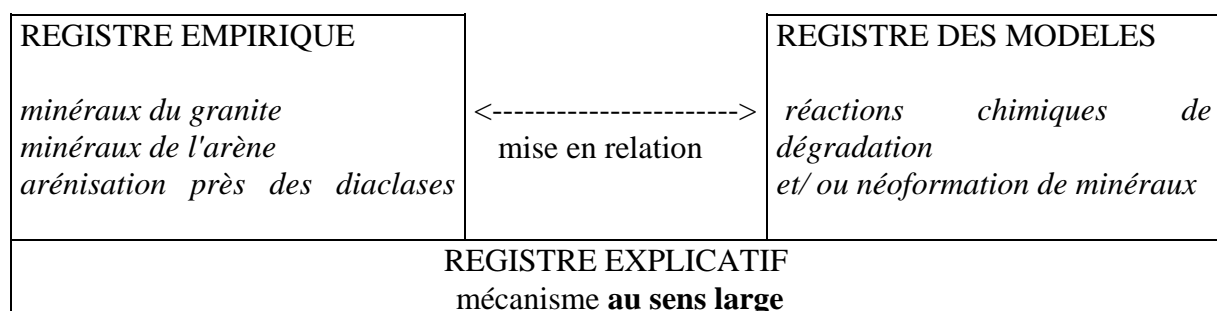 REGISTRE EMPIRIQUE
minéraux du granite
minéraux de l'arène
arénisation près des diaclases
<----------------------->
mise en relation
REGISTRE DES MODELES
réactions chimiques de
dégradation
et/ ou néoformation de minéraux
REGISTRE EXPLICATIF
mécanisme au sens large